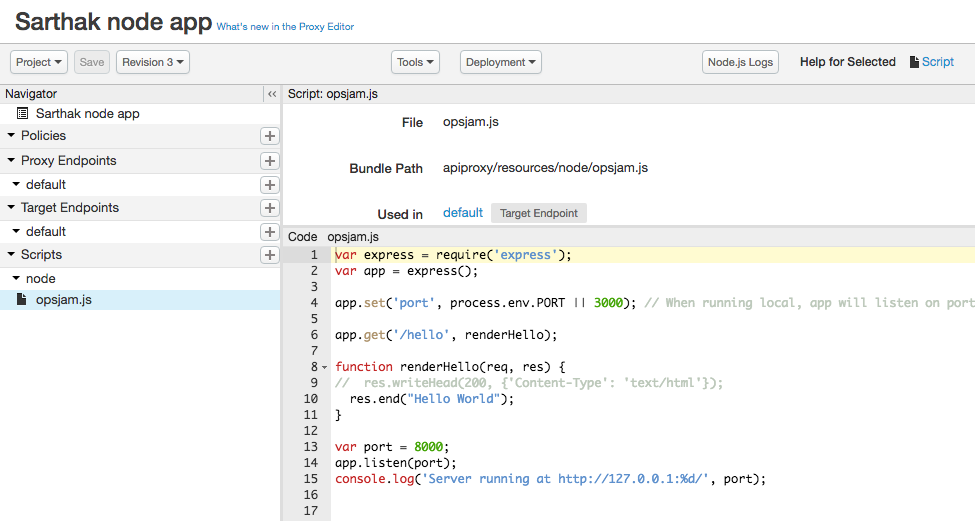 Sarthak node app What's new in the Proxy Editor
Project Save Revision 3 Tools Deployment Node.js Logs Help for Selected Script
Navigator
Sarthak node app
Policies
Proxy Endpoints
default
Target Endpoints
default
Scripts
node
opsjam.js
Script: opsjam.js
File opsjam.js
Bundle Path apiproxy/resources/node/opsjam.js
Used in default Target Endpoint
Code opsjam.js
1 var express = require('express');
2 var app = express();
3
4 app.set('port', process.env.PORT || 3000); // When running local, app will listen on port
5
6 app.get('/hello', renderHello);
7
8 function renderHello(req, res) {
9 //  res.writeHead(200, {'Content-Type': 'text/html'});
10   res.end("Hello World");
11 }
12
13 var port = 8000;
14 app.listen(port);
15 console.log('Server running at http://127.0.0.1:%d/', port);
16
17